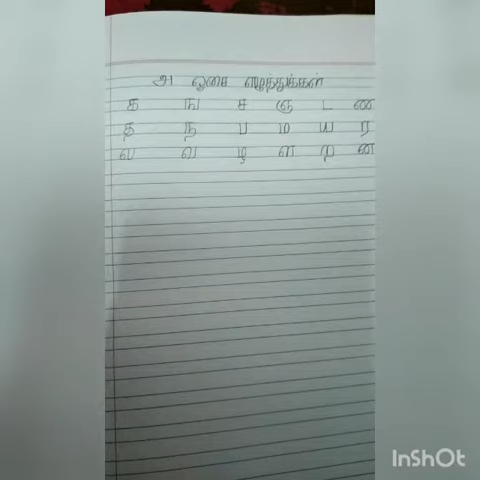 அ ஓசை எழுத்துக்கள்
க ங ச ஞ ட ண
த ந ப ம ய ர
ல வ ழ ள ற ன
InShOt